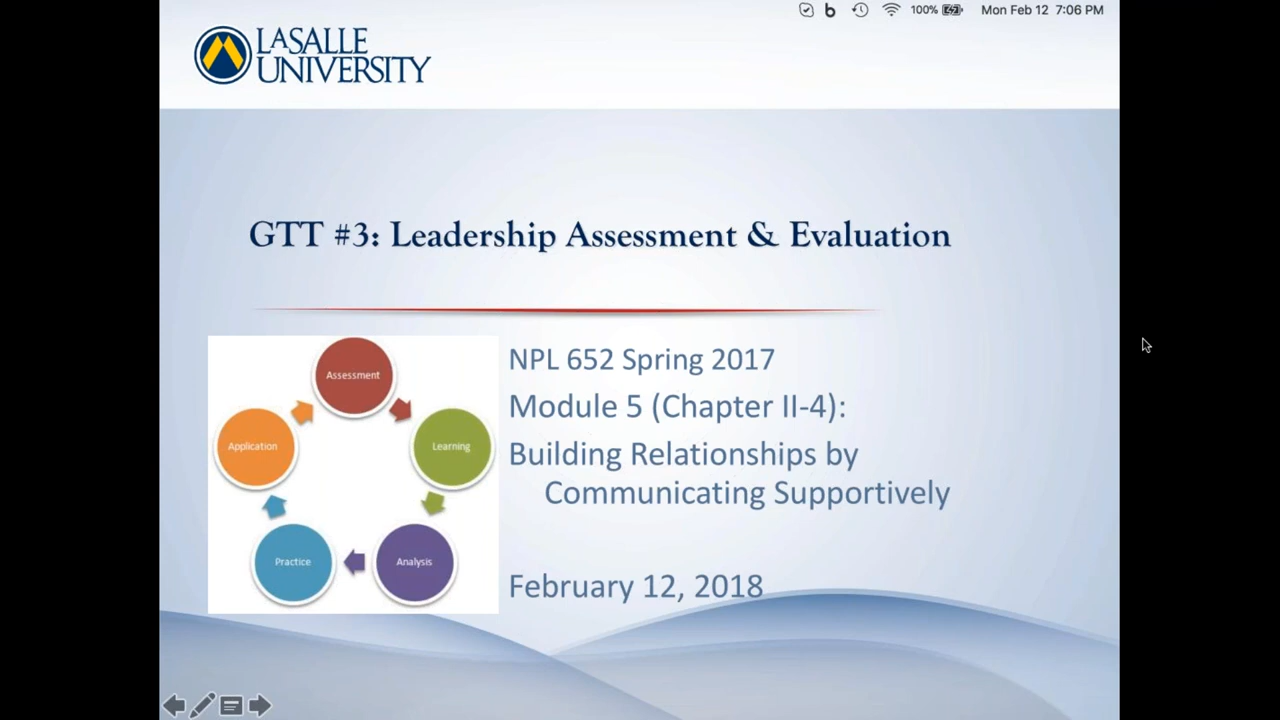 100%
Mon Feb 12 7:06 PM
LASALLE
UNIVERSITY
GTT #3: Leadership Assessment & Evaluation
Assessment
Learning
Analysis
Practice
Application
NPL 652 Spring 2017
Module 5 (Chapter II-4):
Building Relationships by
Communicating Supportively
February 12, 2018